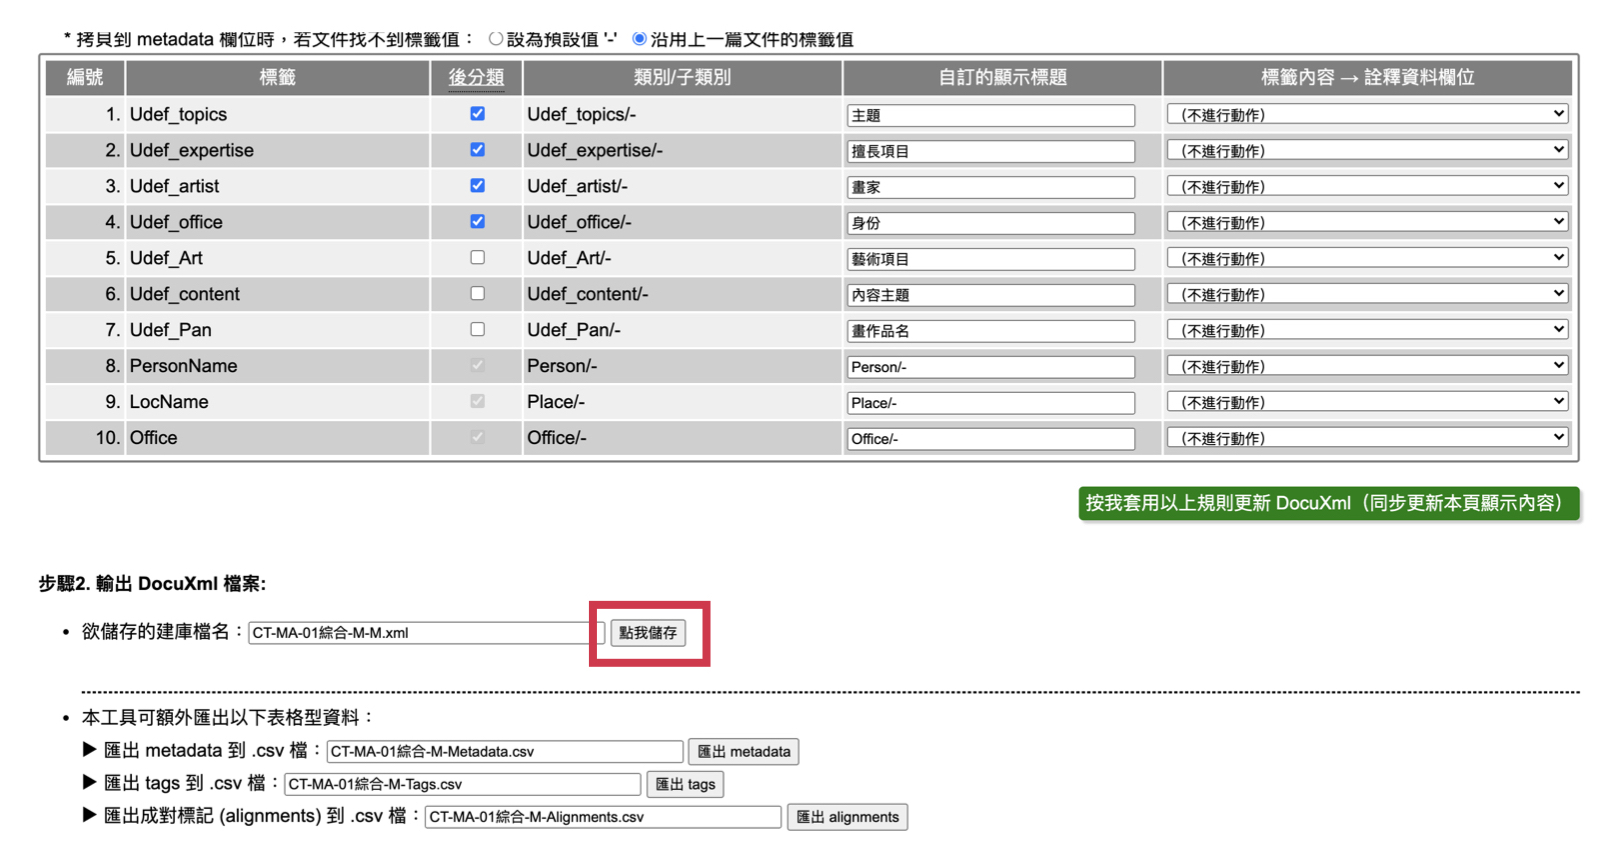 * 拷貝到 metadata 欄位時，若文件找不到標籤值： 設為預設值 '-' 沿用上一篇文件的標籤值
編號 標籤 後分類 類別/子類別 自訂的顯示標題 標籤內容 → 詮釋資料欄位
1. Udef_topics Udef_topics/- 主題 (不進行動作)
2. Udef_expertise Udef_expertise/- 擅長項目 (不進行動作)
3. Udef_artist Udef_artist/- 畫家 (不進行動作)
4. Udef_office Udef_office/- 身份 (不進行動作)
5. Udef_Art Udef_Art/- 藝術項目 (不進行動作)
6. Udef_content Udef_content/- 內容主題 (不進行動作)
7. Udef_Pan Udef_Pan/- 畫作品名 (不進行動作)
8. PersonName Person/- Person/- (不進行動作)
9. LocName Place/- Place/- (不進行動作)
10. Office Office/- Office/- (不進行動作)
按我套用以上規則更新 DocuXml（同步更新本頁顯示內容）
步驟2. 輸出 DocuXml 檔案:
• 欲儲存的建庫檔名：CT-MA-01綜合-M-M.xml 點我儲存
• 本工具可額外匯出以下表格型資料：
▶ 匯出 metadata 到 .csv 檔：CT-MA-01綜合-M-Metadata.csv 匯出 metadata
▶ 匯出 tags 到 .csv 檔：CT-MA-01綜合-M-Tags.csv 匯出 tags
▶ 匯出成對標記 (alignments) 到 .csv 檔：CT-MA-01綜合-M-Alignments.csv 匯出 alignments